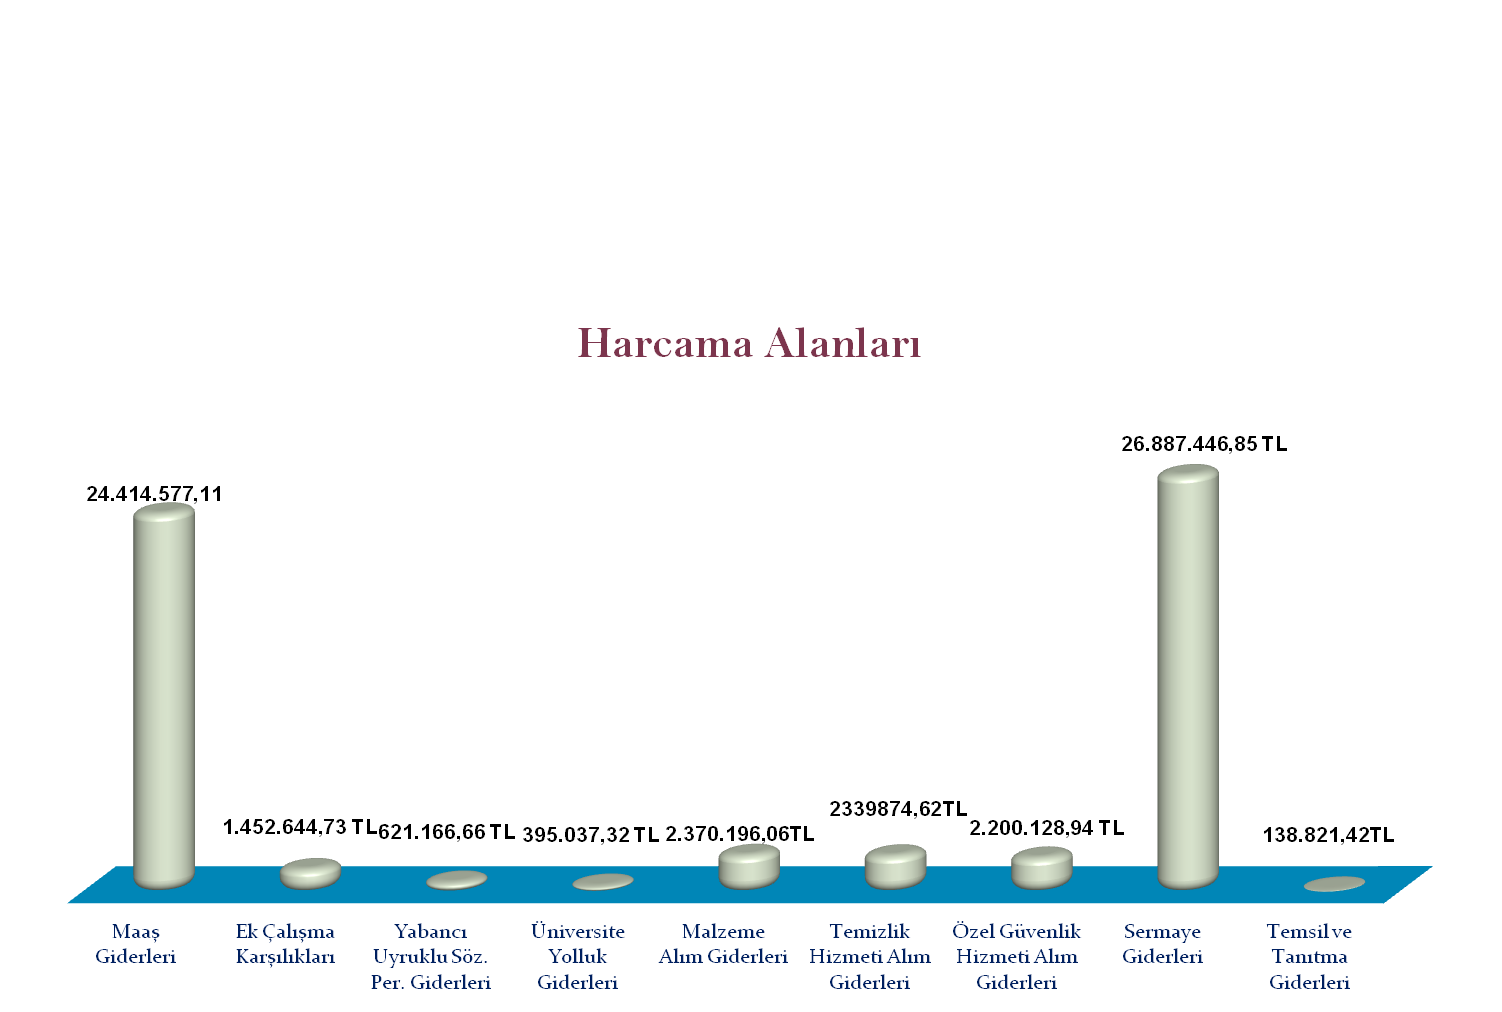 Harcama Alanları
24.414.577,11
1.452.644,73 TL
621.166,66 TL
395.037,32 TL
2.370.196,06TL
2339874,62TL
2.200.128,94 TL
26.887.446,85 TL
138.821,42TL
Maaş
Giderleri
Ek Çalışma
Karşılıkları
Yabancı
Uyruklu Söz.
Per. Giderleri
Üniversite
Yolluk
Giderleri
Malzeme
Alım Giderleri
Temizlik
Hizmeti Alım
Giderleri
Özel Güvenlik
Hizmeti Alım
Giderleri
Sermaye
Giderleri
Temsil ve
Tanıtma
Giderleri